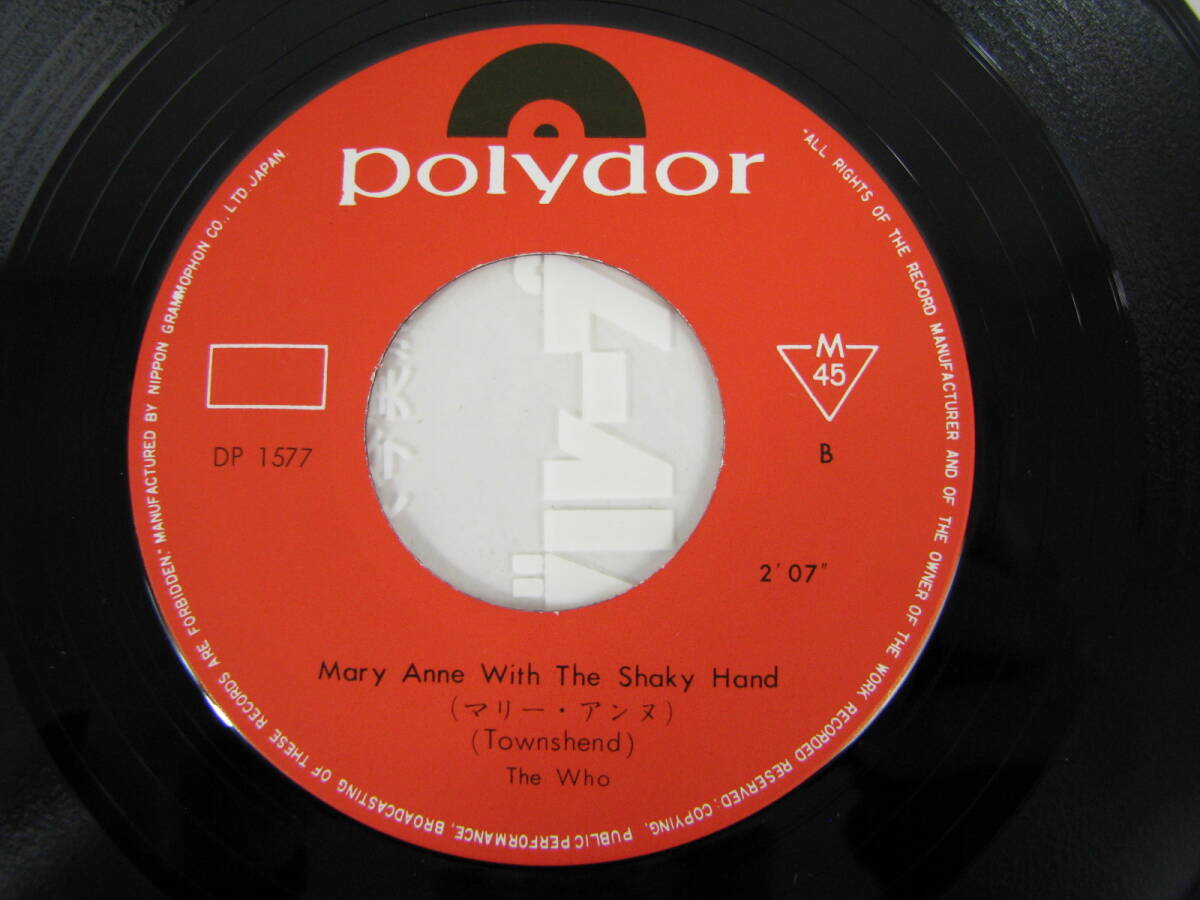 polydor
DP 1577
M
45
B
2' 07"
Mary Anne With The Shaky Hand
(マリー・アンヌ)
(Townshend)
The Who
"ALL RIGHTS OF THE RECORD MANUFACTURER AND OF THE OWNER OF THE WORK RECORDED RESERVED: COPYING, PUBLIC PERFORMANCE, BROADCASTING OF THESE RECORDS ARE FORBIDDEN." MANUFACTURED BY NIPPON GRAMMOPHON CO., LTD. JAPAN